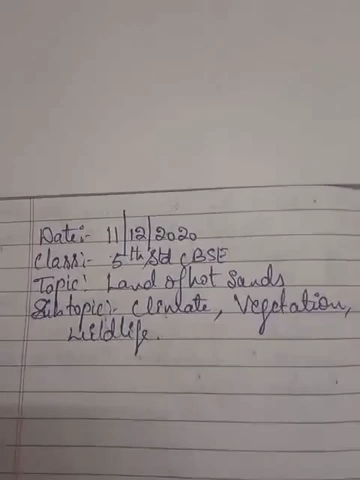 Date:- 11|12|2020
Class:- 5th Std CBSE
Topic: Land of hot Sands
Subtopic:- Climate, Vegetation,
Wildlife.